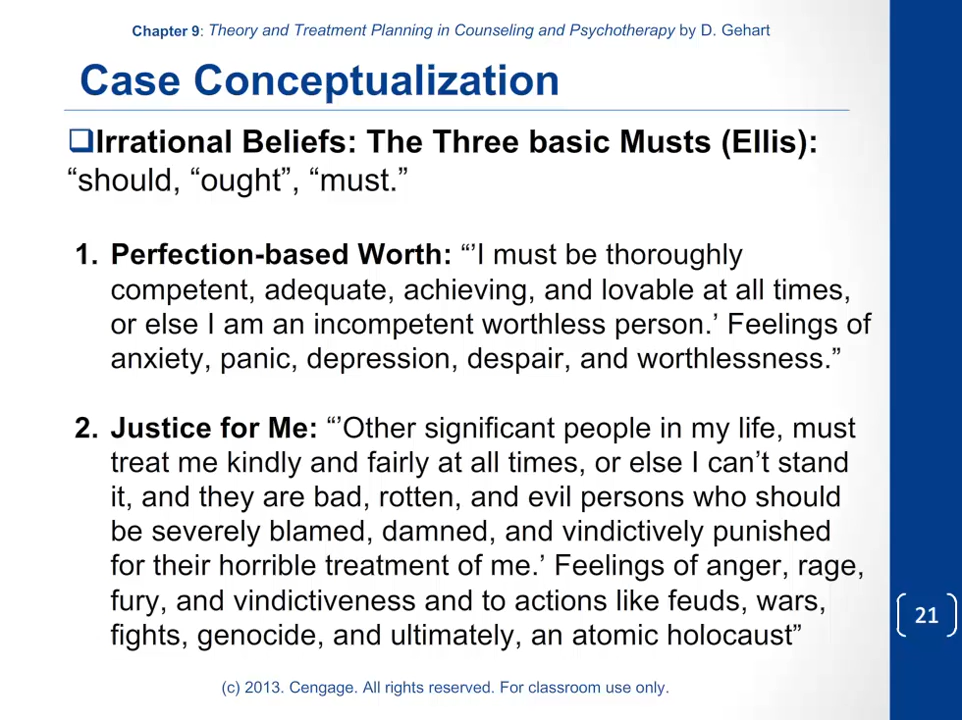 Chapter 9: Theory and Treatment Planning in Counseling and Psychotherapy by D. Gehart
Case Conceptualization
❑Irrational Beliefs: The Three basic Musts (Ellis):
“should, “ought”, “must.”
1. Perfection-based Worth: “’I must be thoroughly
competent, adequate, achieving, and lovable at all times,
or else I am an incompetent worthless person.’ Feelings of
anxiety, panic, depression, despair, and worthlessness.”
2. Justice for Me: “’Other significant people in my life, must
treat me kindly and fairly at all times, or else I can’t stand
it, and they are bad, rotten, and evil persons who should
be severely blamed, damned, and vindictively punished
for their horrible treatment of me.’ Feelings of anger, rage,
fury, and vindictiveness and to actions like feuds, wars,
fights, genocide, and ultimately, an atomic holocaust”
21
(c) 2013. Cengage. All rights reserved. For classroom use only.